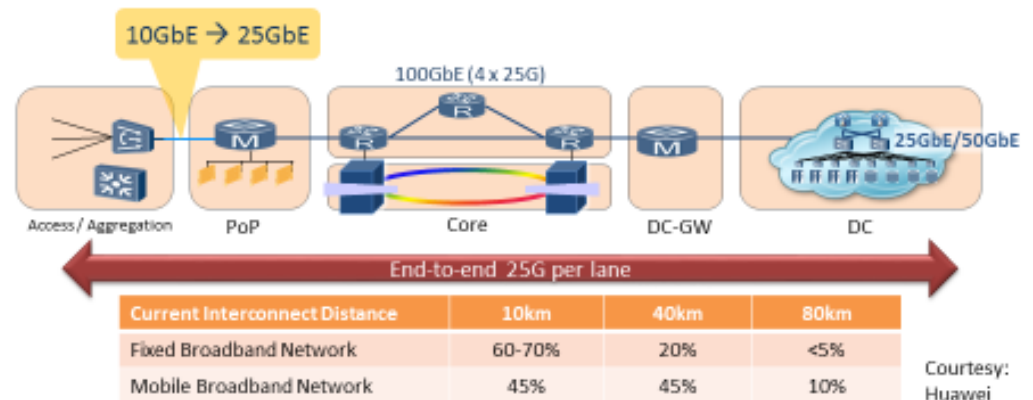 10GbE → 25GbE
100GbE (4 x 25G)
R
M
R
R
M
25GbE/50GbE
Access / Aggregation
PoP
Core
DC-GW
DC
End-to-end 25G per lane
Current Interconnect Distance 10km 40km 80km
Fixed Broadband Network 60-70% 20% <5%
Mobile Broadband Network 45% 45% 10%
Courtesy:
Huawei